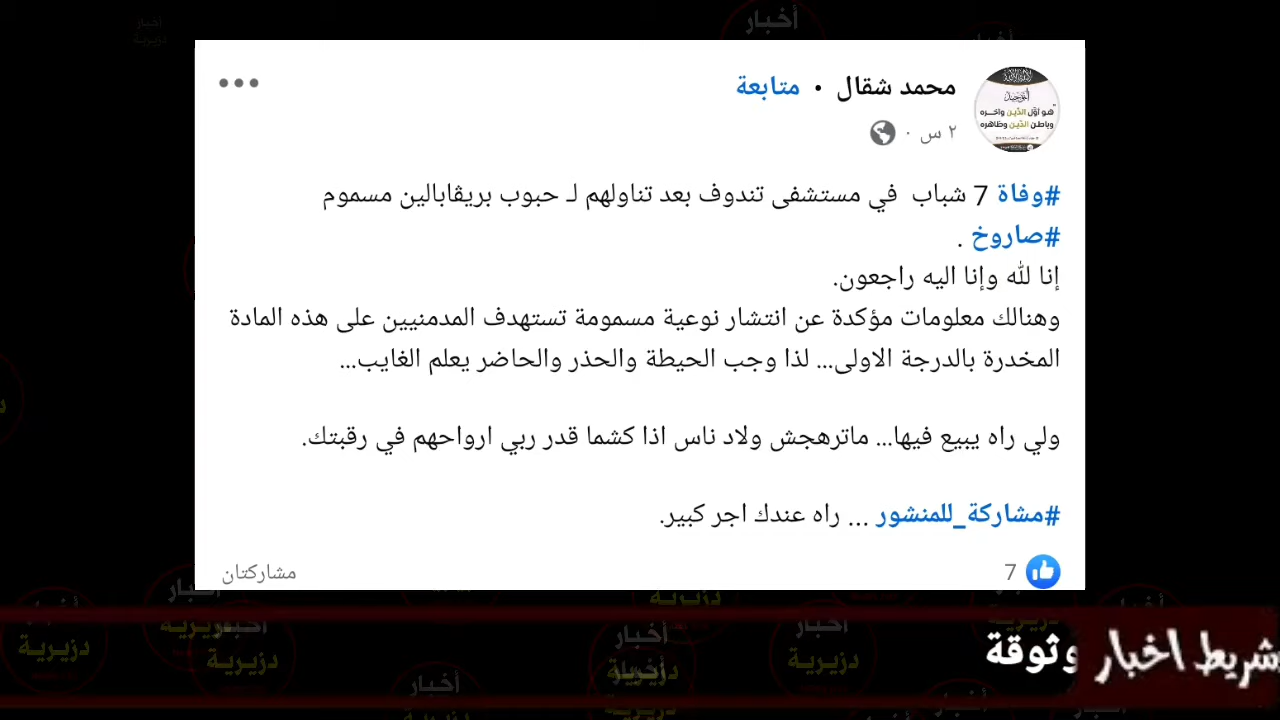 محمد شقال • متابعة
٢ س ·
#وفاة 7 شباب في مستشفى تندوف بعد تناولهم لـ حبوب بريڤابالين مسموم
#صاروخ .
إنا لله وإنا اليه راجعون.
وهنالك معلومات مؤكدة عن انتشار نوعية مسمومة تستهدف المدمنيين على هذه المادة
المخدرة بالدرجة الاولى... لذا وجب الحيطة والحذر والحاضر يعلم الغايب...
ولي راه يبيع فيها... ماترهجش ولاد ناس اذا كشما قدر ربي ارواحهم في رقبتك.
#مشاركة_للمنشور ... راه عندك اجر كبير.
7
مشاركتان
شريط اخبار وثوقة
أخبار
دزيرية